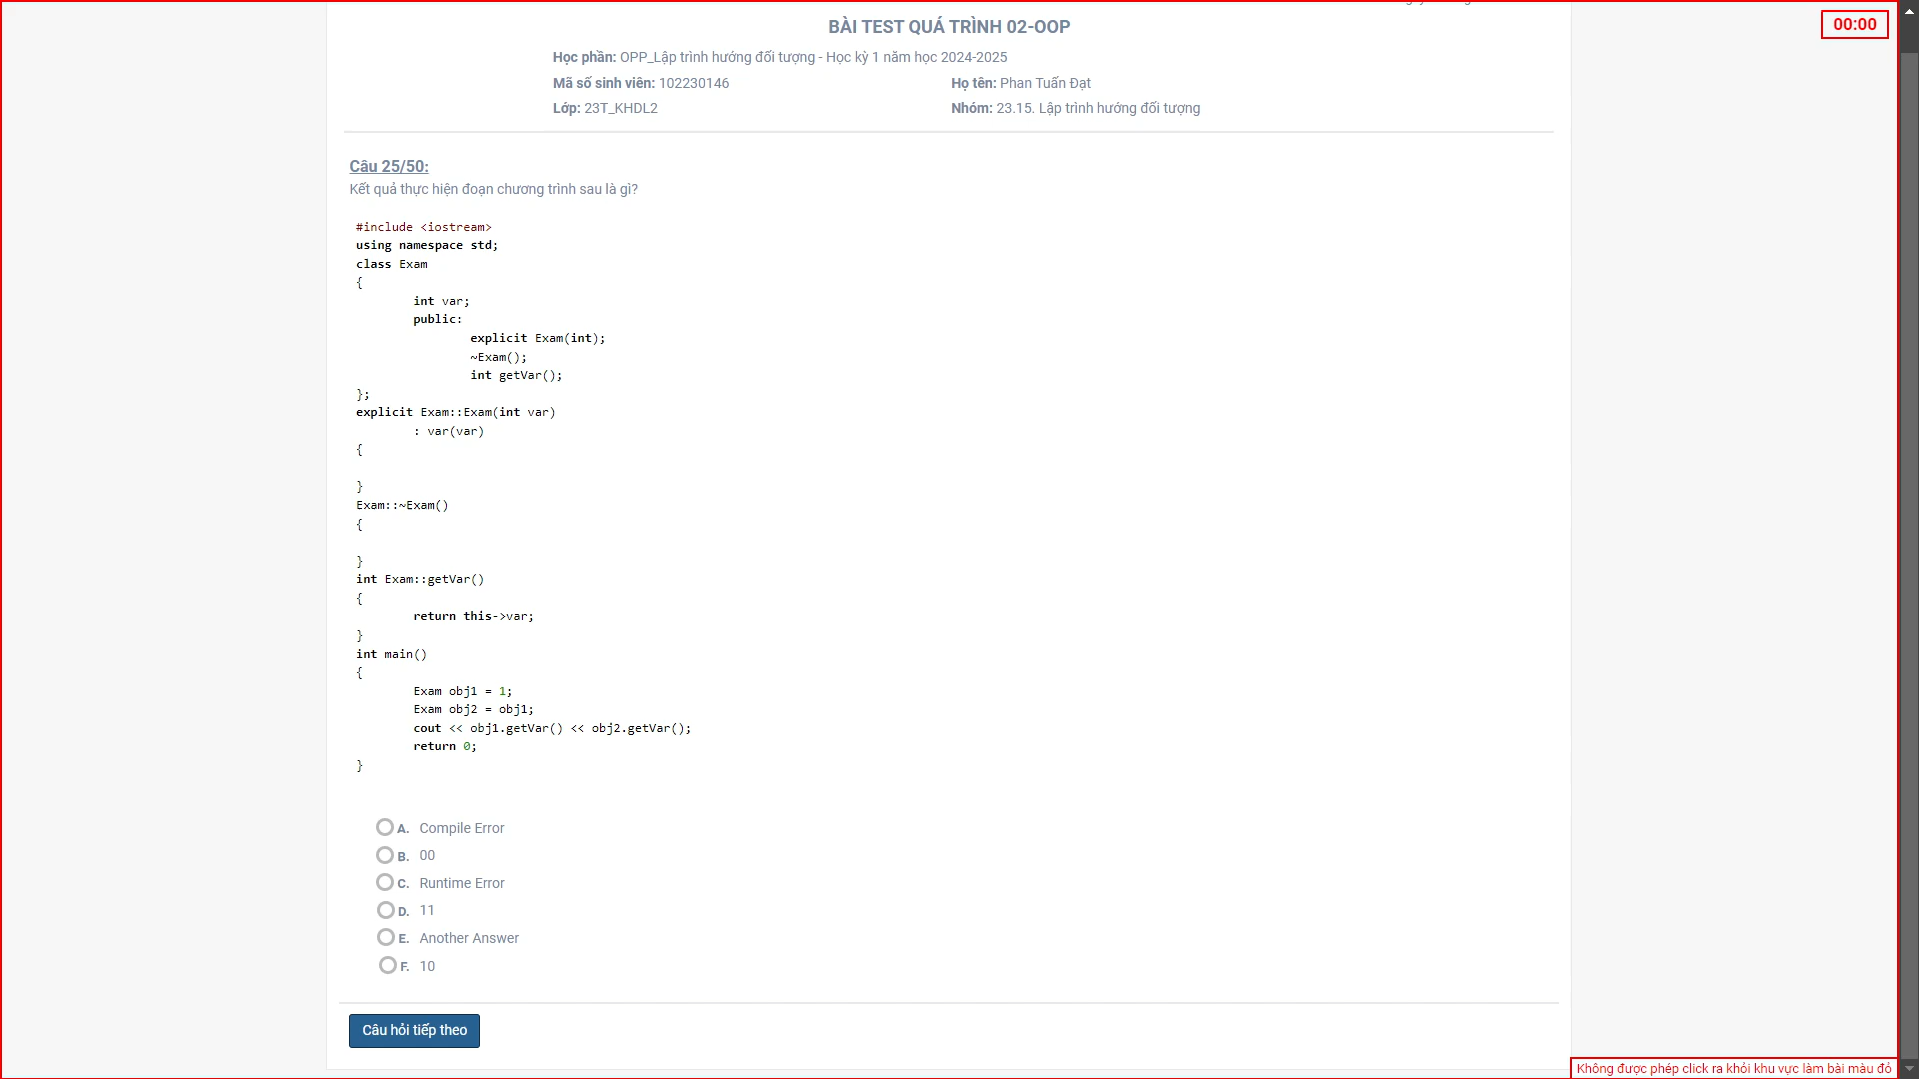 BÀI TEST QUÁ TRÌNH 02-OOP
00:00
Học phần: OPP_Lập trình hướng đối tượng - Học kỳ 1 năm học 2024-2025
Mã số sinh viên: 102230146
Họ tên: Phan Tuấn Đạt
Lớp: 23T_KHDL2
Nhóm: 23.15. Lập trình hướng đối tượng
Câu 25/50:
Kết quả thực hiện đoạn chương trình sau là gì?
#include <iostream>
using namespace std;
class Exam
{
int var;
public:
explicit Exam(int);
~Exam();
int getVar();
};
explicit Exam::Exam(int var)
: var(var)
{
}
Exam::~Exam()
{
}
int Exam::getVar()
{
return this->var;
}
int main()
{
Exam obj1 = 1;
Exam obj2 = obj1;
cout << obj1.getVar() << obj2.getVar();
return 0;
}
A. Compile Error
B. 00
C. Runtime Error
D. 11
E. Another Answer
F. 10
Câu hỏi tiếp theo
Không được phép click ra khỏi khu vực làm bài màu đỏ